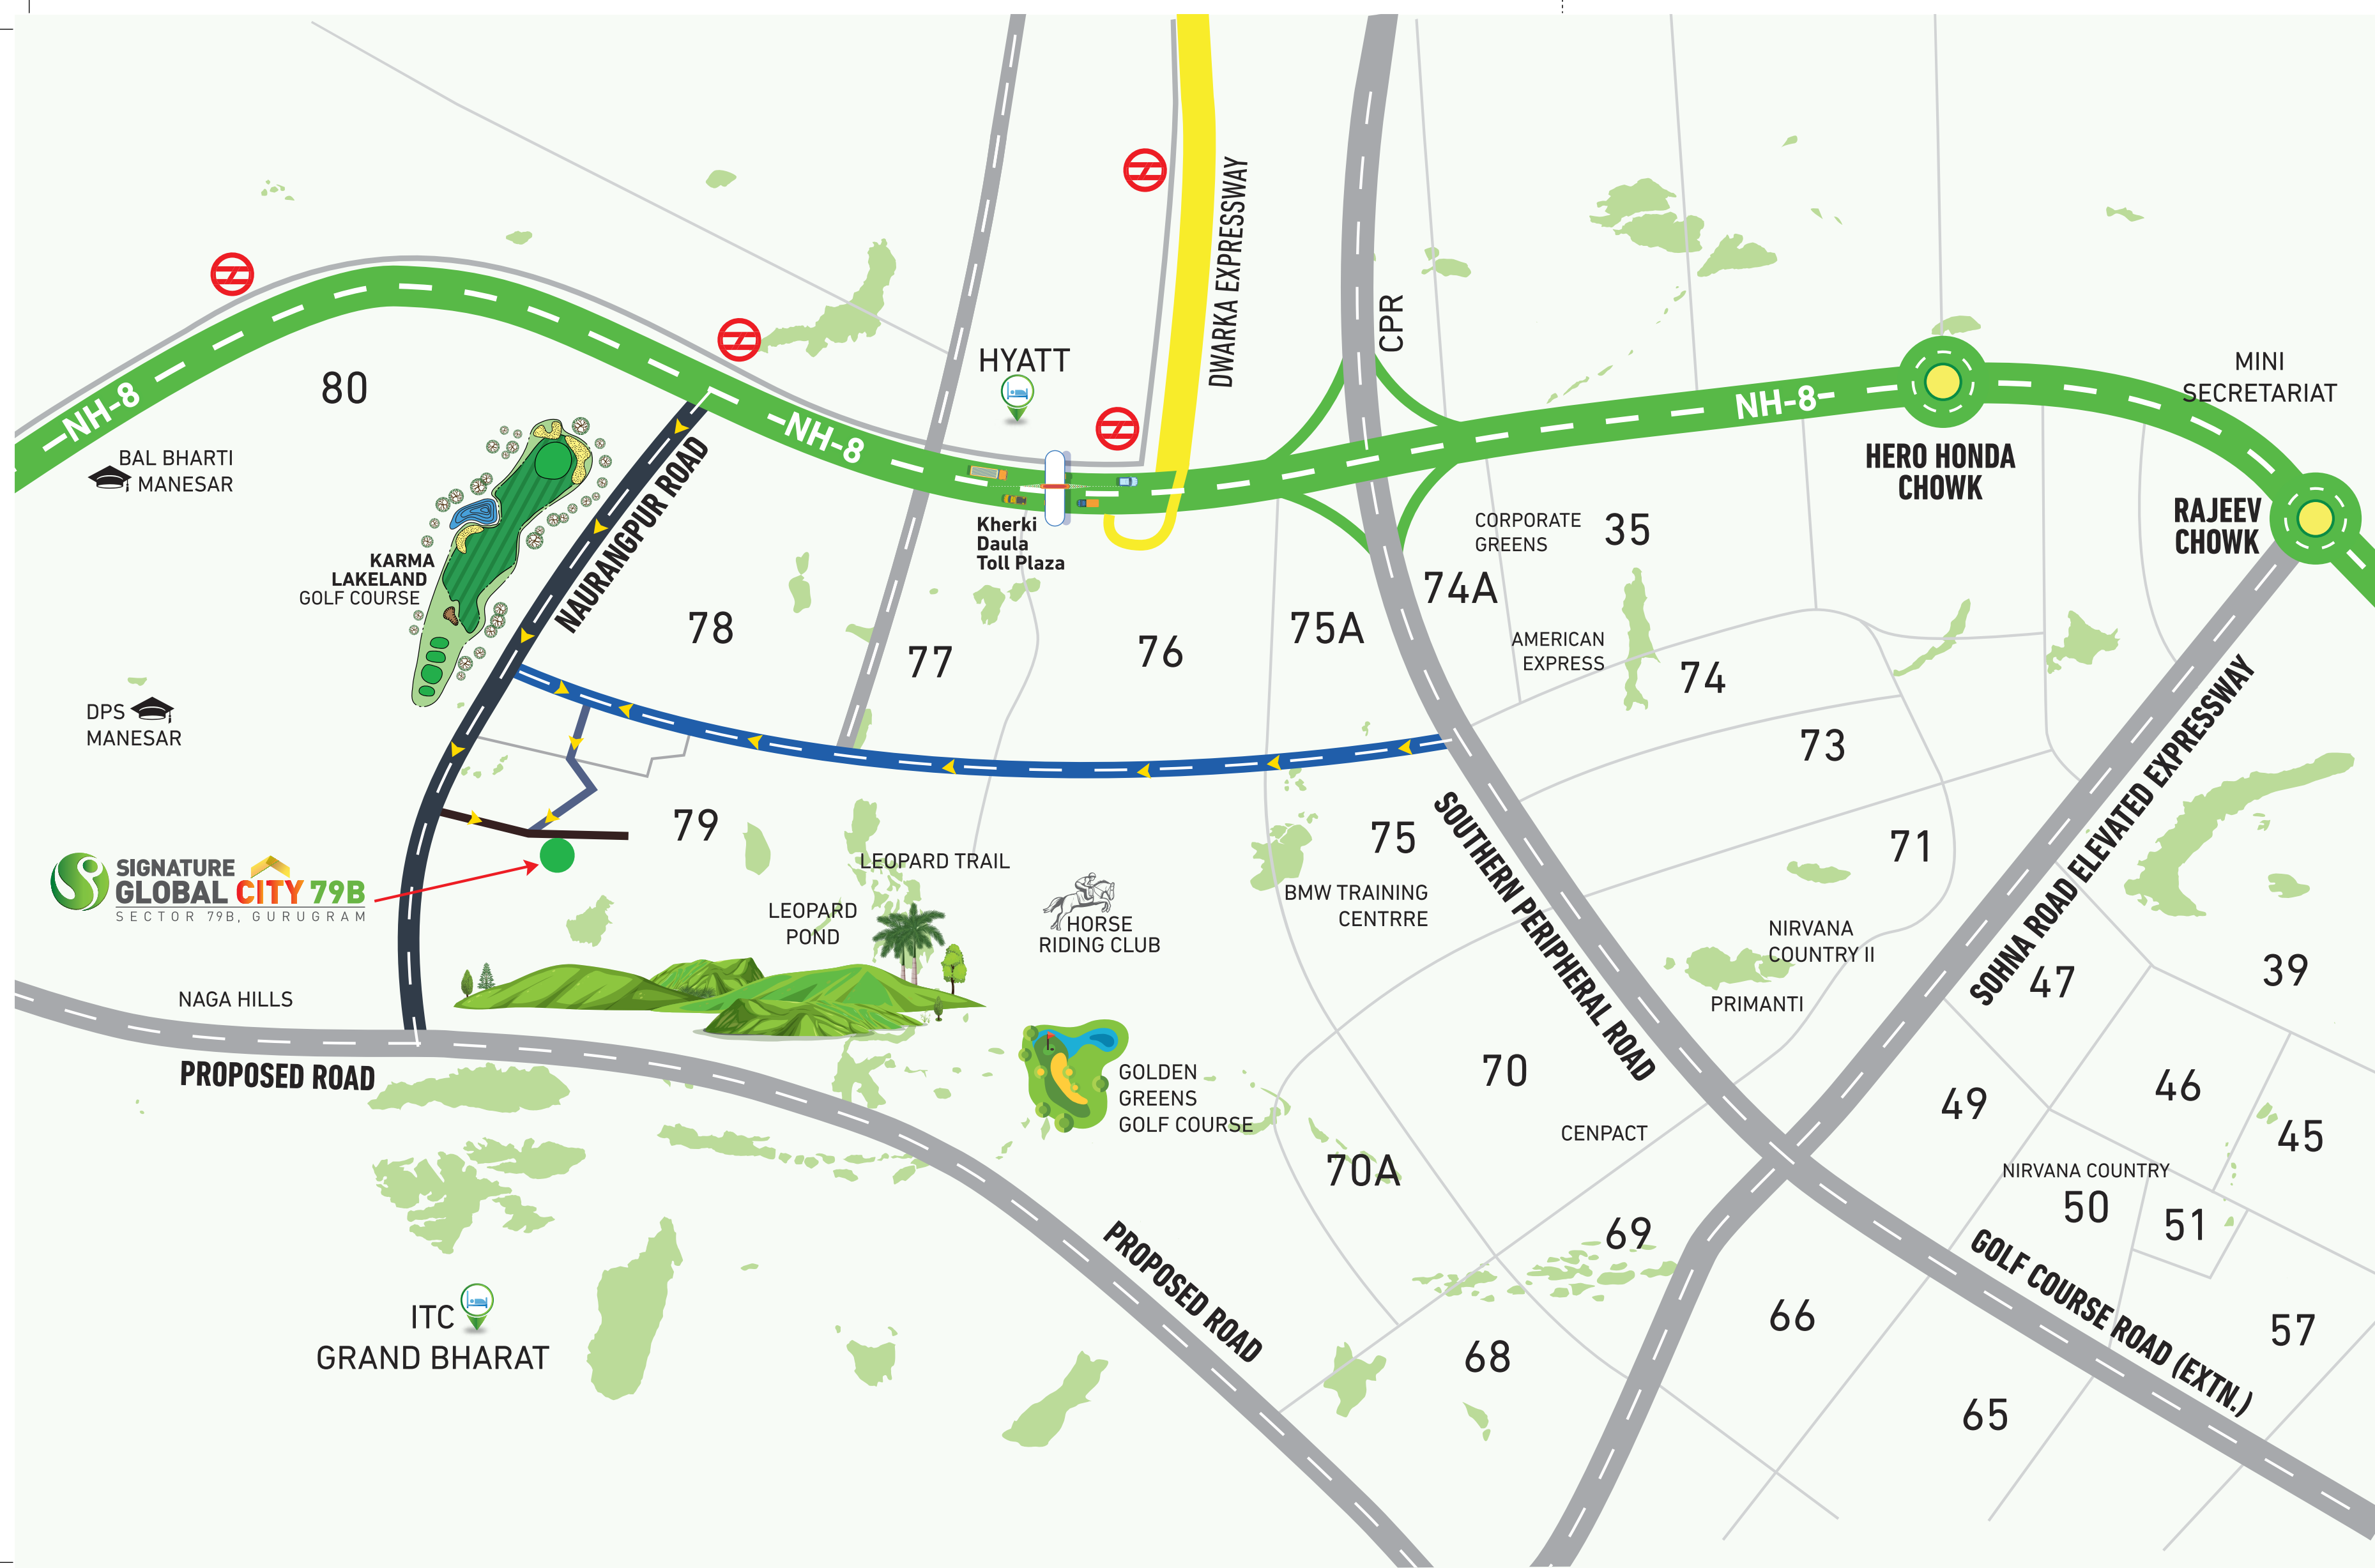 DWARKA EXPRESSWAY
CPR
HYATT
MINI
SECRETARIAT
80
NH-8
-NH-8
NH-8-
HERO HONDA
CHOWK
BAL BHARTI
MANESAR
NAURANGPUR ROAD
Kherki
Daula
Toll Plaza
CORPORATE
GREENS
35
RAJEEV
CHOWK
KARMA
LAKELAND
GOLF COURSE
74A
78
77
76
75A
AMERICAN
EXPRESS
74
DPS
MANESAR
73
SOHNA ROAD ELEVATED EXPRESSWAY
79
75
71
SOUTHERN PERIPHERAL ROAD
SIGNATURE
GLOBAL CITY 79B
SECTOR 79B, GURUGRAM
LEOPARD TRAIL
BMW TRAINING
CENTRRE
LEOPARD
POND
HORSE
RIDING CLUB
NIRVANA
COUNTRY II
PRIMANTI
47
39
NAGA HILLS
PROPOSED ROAD
GOLDEN
GREENS
GOLF COURSE
70
49
46
45
CENPACT
70A
NIRVANA COUNTRY
50
51
69
PROPOSED ROAD
GOLF COURSE ROAD (EXTN.)
ITC
GRAND BHARAT
68
66
57
65